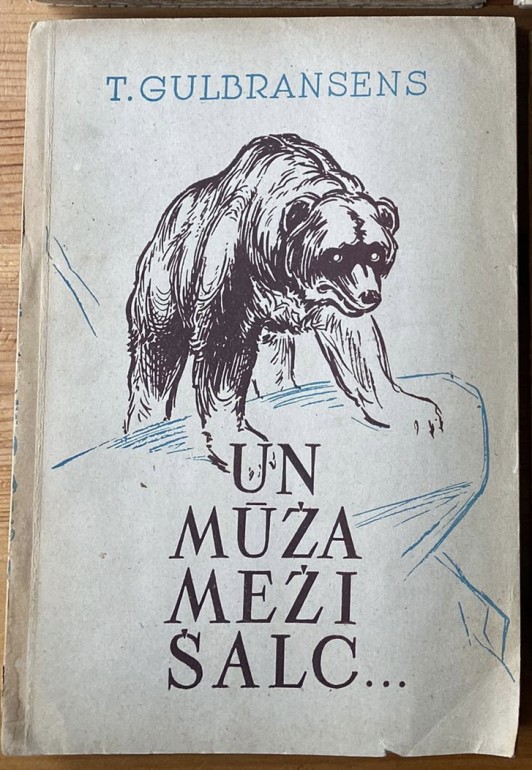 T. GULBRANSENS
UN
MŪŽA
MEŽI
ŠALC...